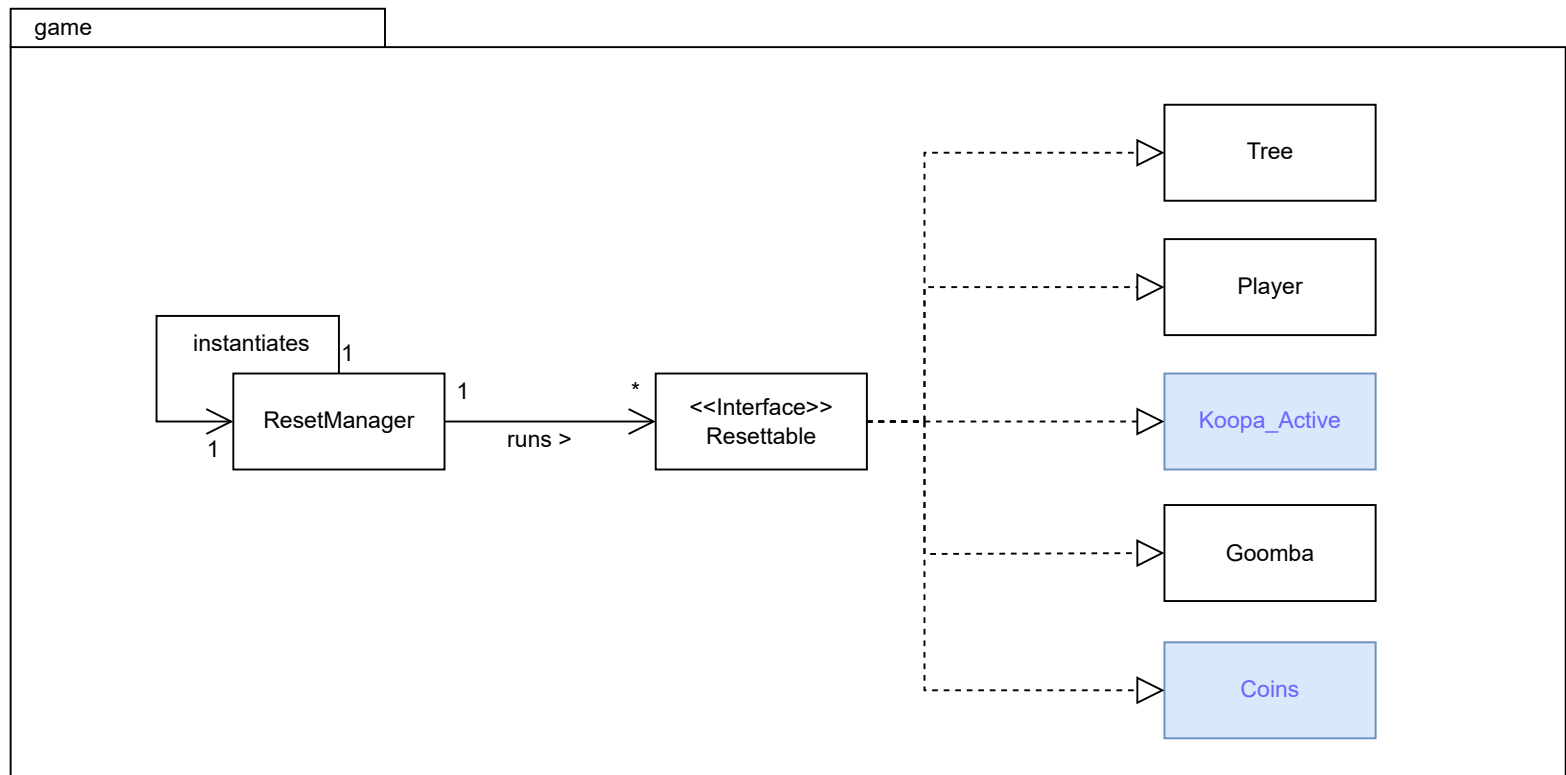 game
Tree
Player
instantiates
1
1
ResetManager
1
*
runs >
<<Interface>>
Resettable
Koopa_Active
Goomba
Coins